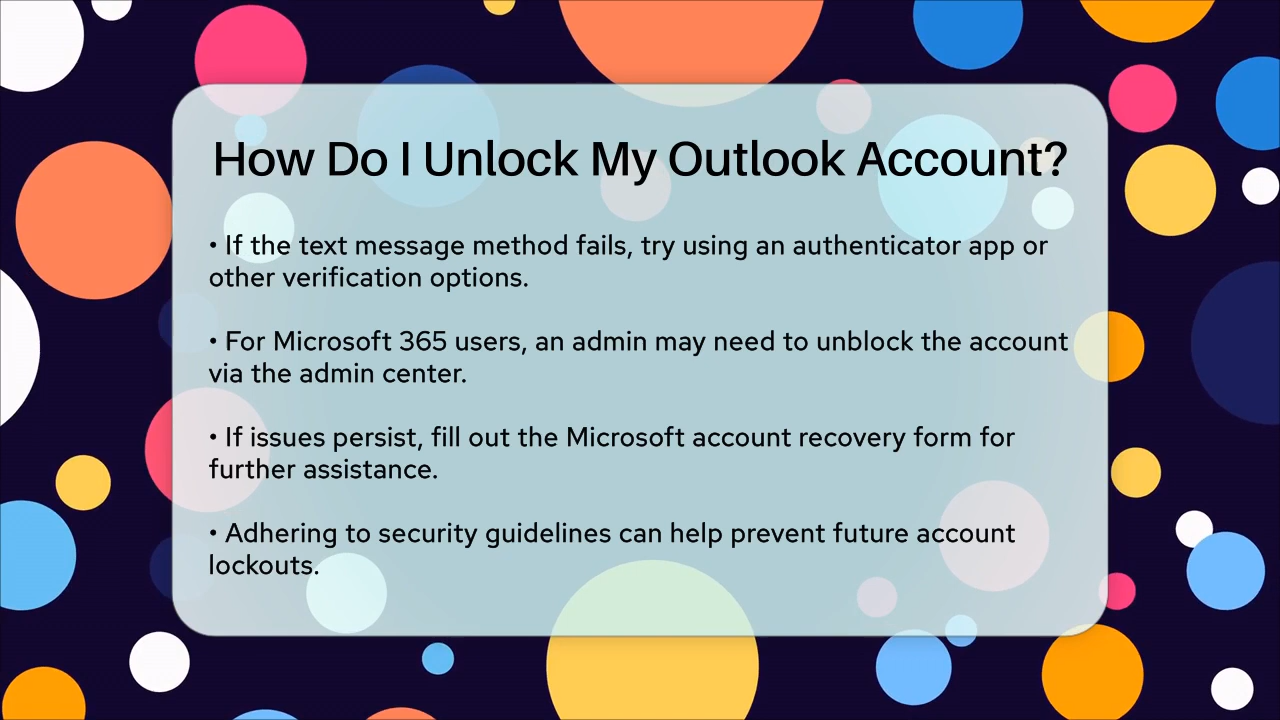 How Do I Unlock My Outlook Account?
• If the text message method fails, try using an authenticator app or
other verification options.
• For Microsoft 365 users, an admin may need to unblock the account
via the admin center.
• If issues persist, fill out the Microsoft account recovery form for
further assistance.
• Adhering to security guidelines can help prevent future account
lockouts.